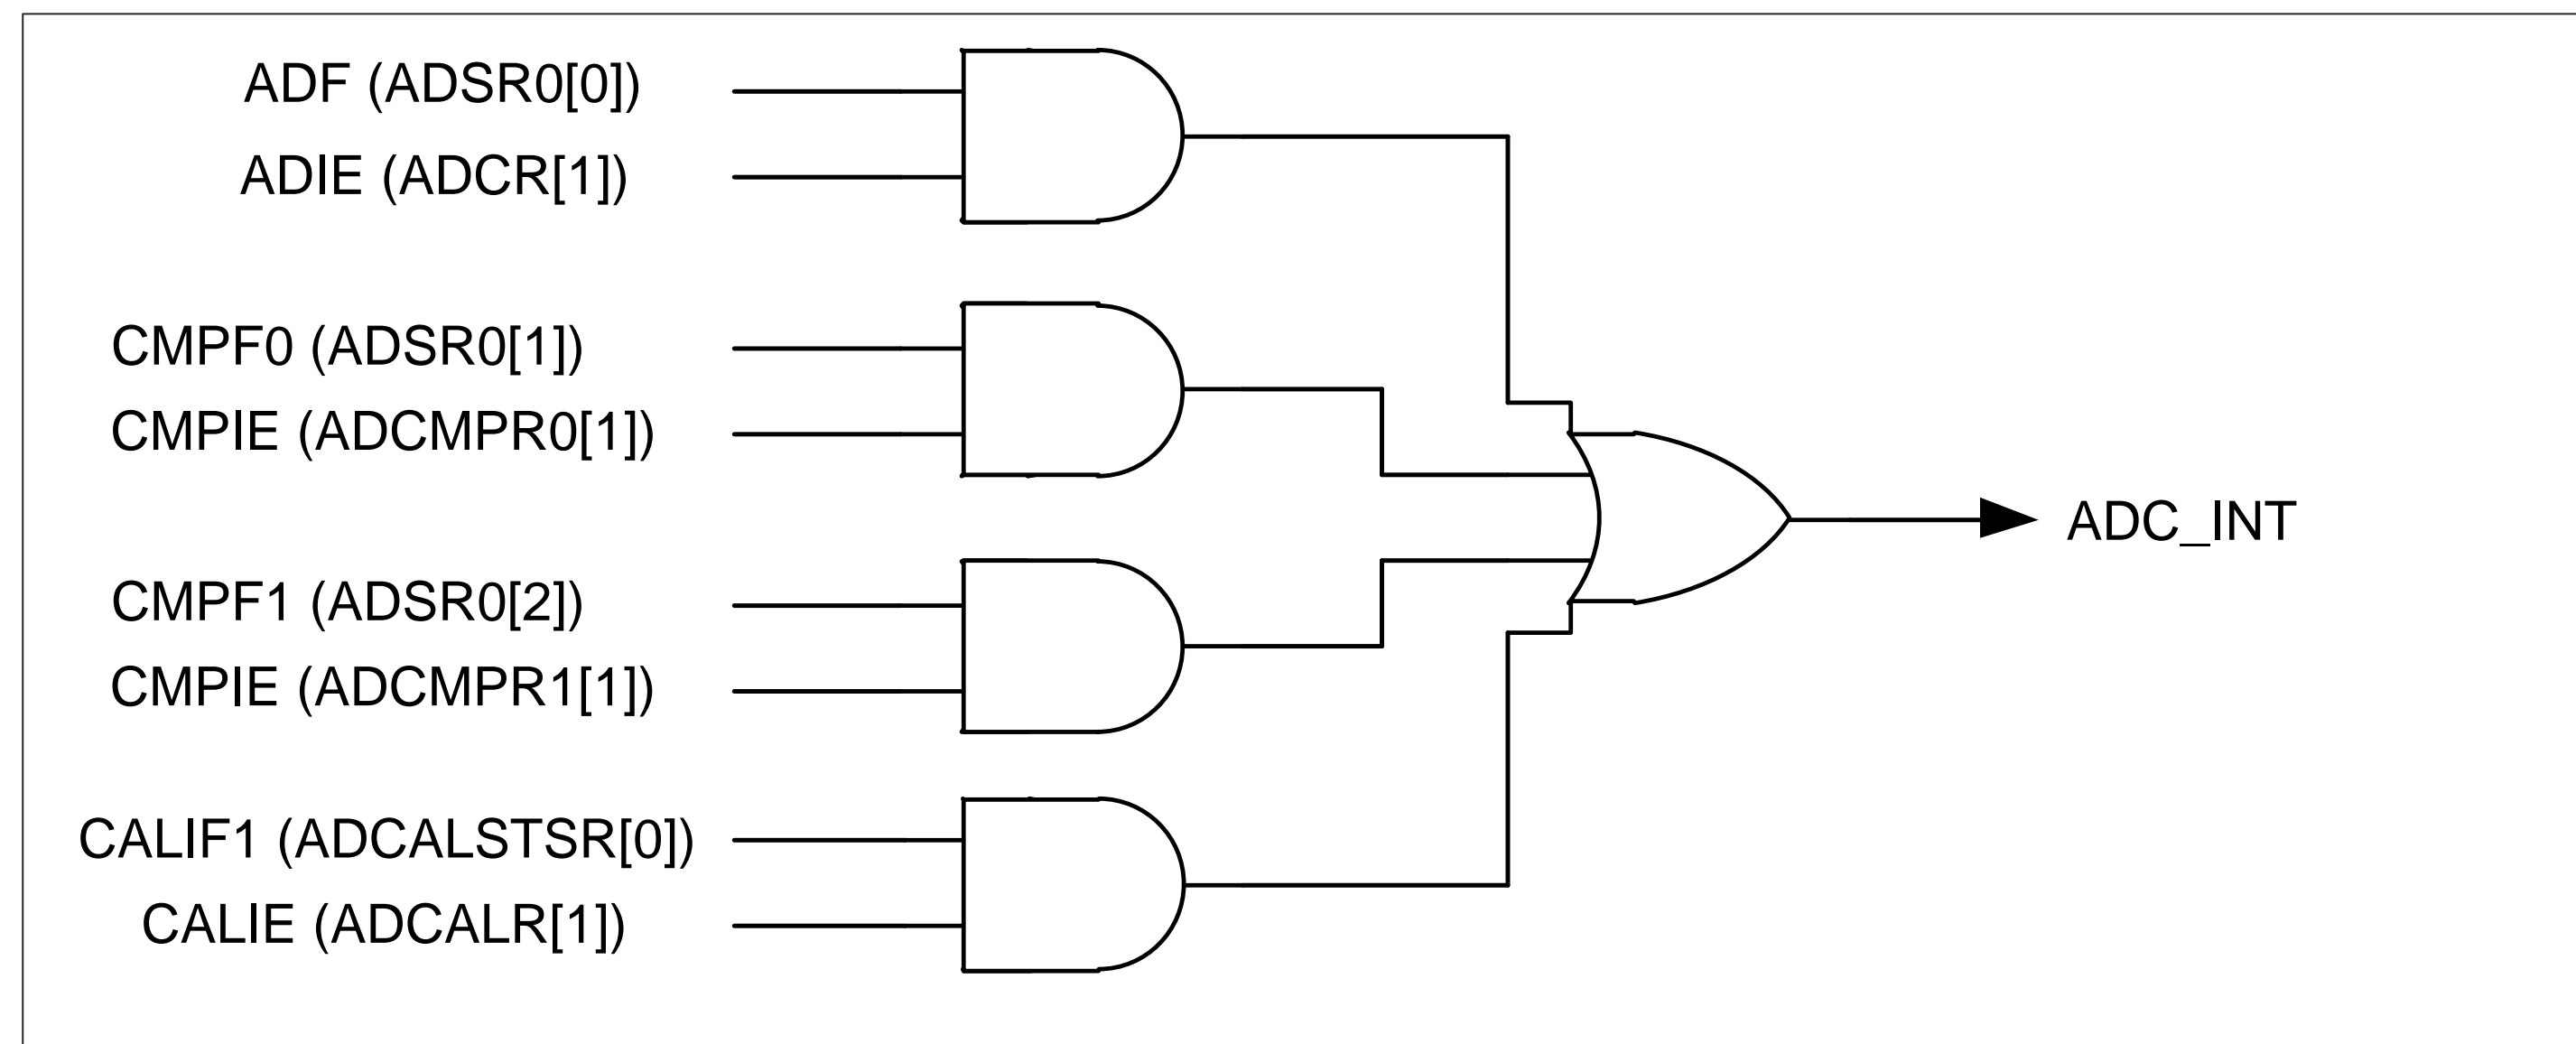 ADF (ADSR0[0])
ADIE (ADCR[1])
CMPF0 (ADSR0[1])
CMPIE (ADCMPR0[1])
ADC_INT
CMPF1 (ADSR0[2])
CMPIE (ADCMPR1[1])
CALIF1 (ADCALSTSR[0])
CALIE (ADCALR[1])